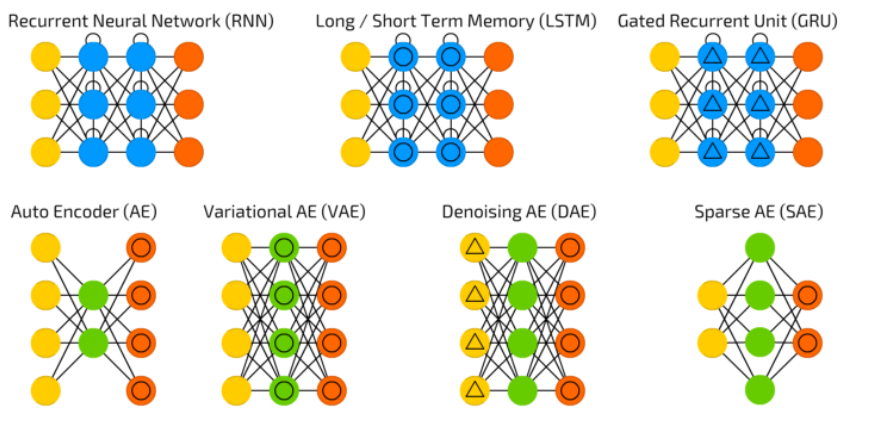 Recurrent Neural Network (RNN)
Long / Short Term Memory (LSTM)
Gated Recurrent Unit (GRU)
Auto Encoder (AE)
Variational AE (VAE)
Denoising AE (DAE)
Sparse AE (SAE)